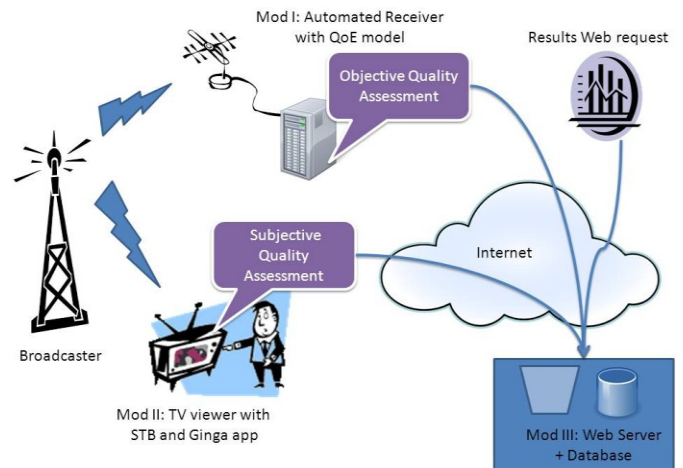 Mod I: Automated Receiver
with QoE model
Results Web request
Objective Quality
Assessment
Subjective
Quality
Assessment
Internet
Broadcaster
Mod II: TV viewer with
STB and Ginga app
Mod III: Web Server
+ Database